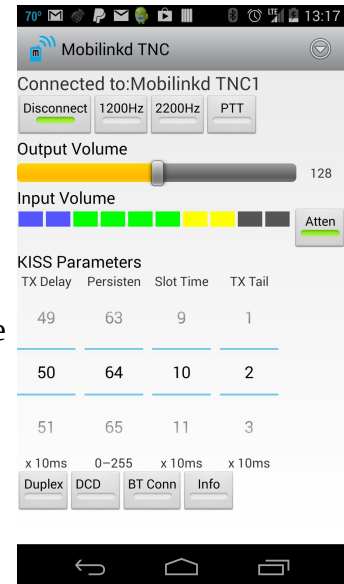 70° LTE 13:17
m Mobilinkd TNC
Connected to:Mobilinkd TNC1
Disconnect 1200Hz 2200Hz PTT
Output Volume
128
Input Volume
Atten
KISS Parameters
TX Delay Persisten Slot Time TX Tail
49 63 9 1
e
50 64 10 2
51 65 11 3
x 10ms 0–255 x 10ms x 10ms
Duplex DCD BT Conn Info